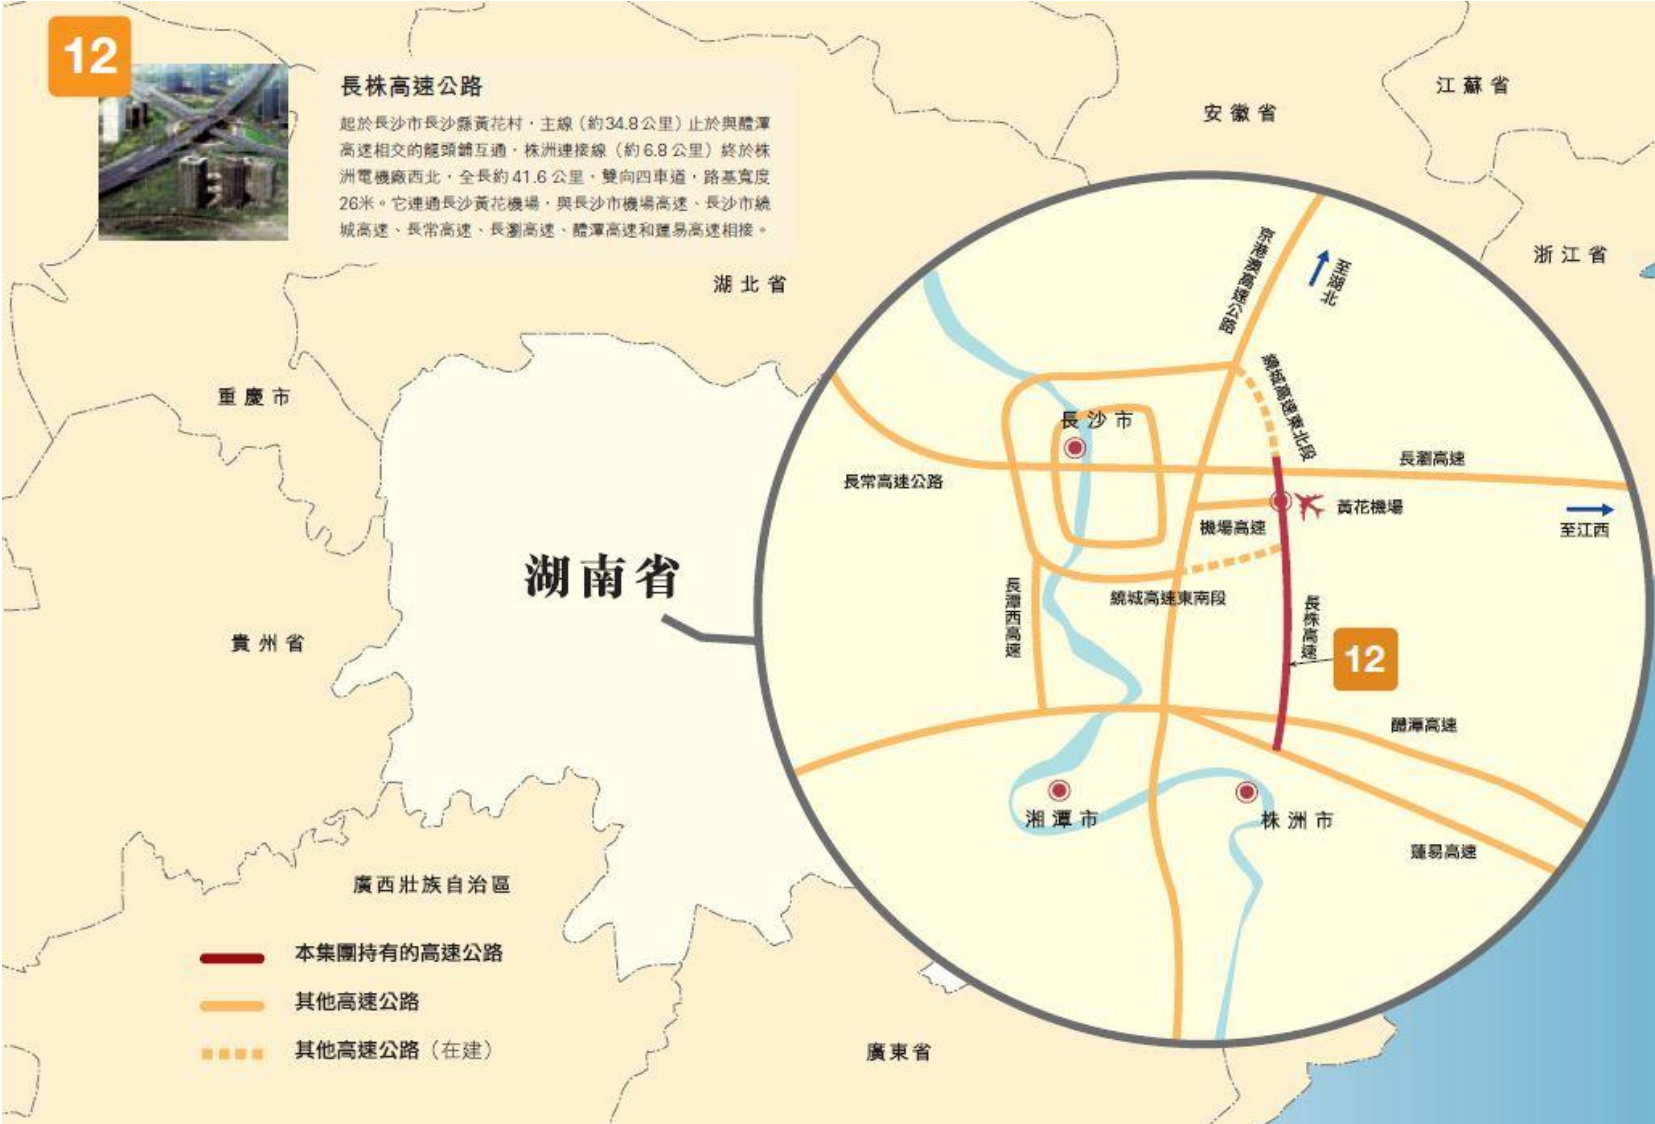 12
長株高速公路
起於長沙市長沙縣黃花村，主線（約34.8公里）止於與醴潭
高速相交的龍頭鋪互通，株洲連接線（約6.8公里）終於株
洲電機廠西北，全長約41.6公里，雙向四車道，路基寬度
26米。它連通長沙黃花機場，與長沙市機場高速、長沙市繞
城高速、長常高速、長瀏高速、醴潭高速和蓮易高速相接。
江蘇省
安徽省
浙江省
湖北省
重慶市
湖南省
貴州省
廣西壯族自治區
廣東省
京港澳高速公路
至湖北
繞城高速東北段
長沙市
長瀏高速
長常高速公路
黃花機場
機場高速
至江西
繞城高速東南段
長潭西高速
長株高速
12
醴潭高速
湘潭市
株洲市
蓮易高速
本集團持有的高速公路
其他高速公路
其他高速公路（在建）